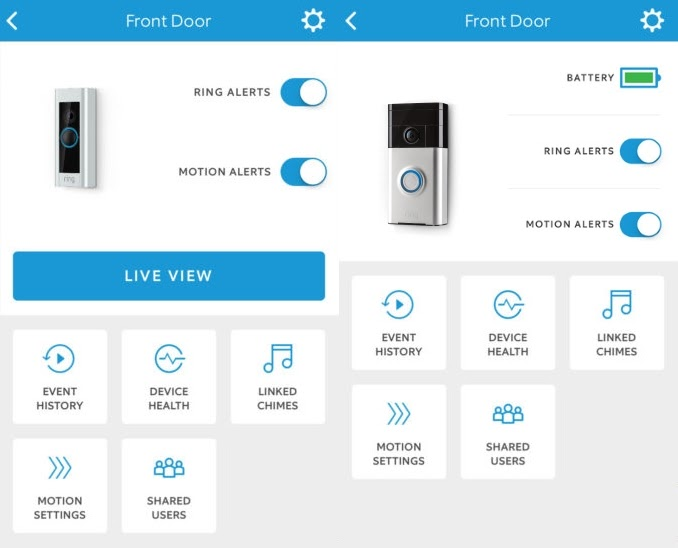 Front Door
RING ALERTS
MOTION ALERTS
ring
LIVE VIEW
EVENT
HISTORY
DEVICE
HEALTH
LINKED
CHIMES
MOTION
SETTINGS
SHARED
USERS
Front Door
BATTERY
RING ALERTS
MOTION ALERTS
EVENT
HISTORY
DEVICE
HEALTH
LINKED
CHIMES
MOTION
SETTINGS
SHARED
USERS